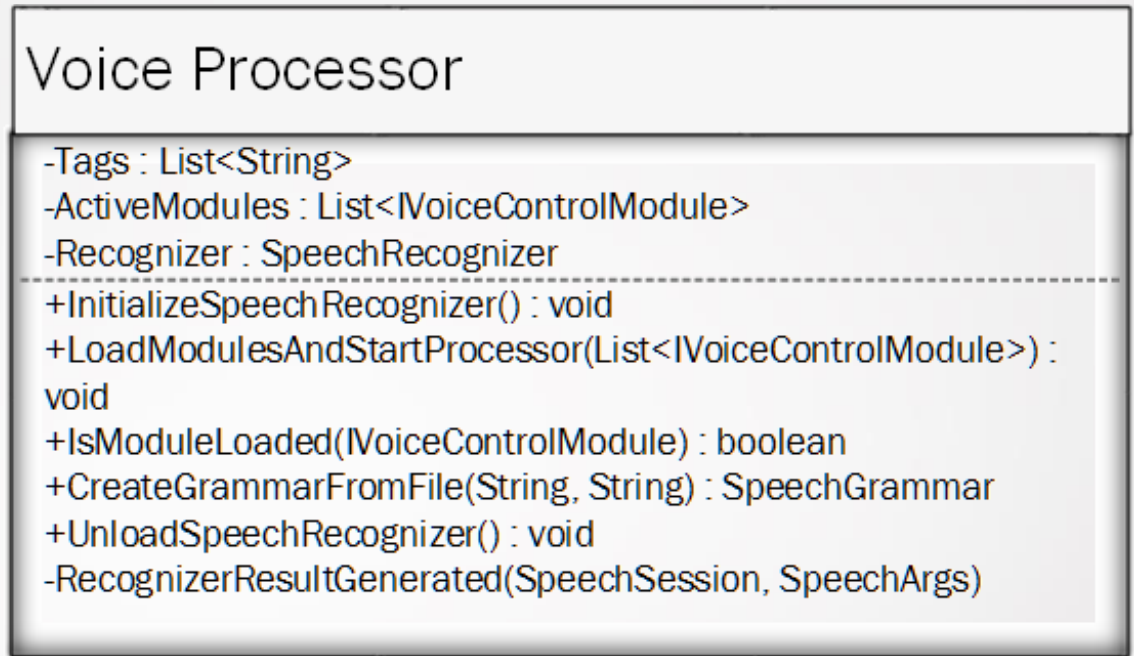 Voice Processor
-Tags : List<String>
-ActiveModules : List<IVoiceControlModule>
-Recognizer : SpeechRecognizer
+InitializeSpeechRecognizer() : void
+LoadModulesAndStartProcessor(List<IVoiceControlModule>) :
void
+IsModuleLoaded(IVoiceControlModule) : boolean
+CreateGrammarFromFile(String, String) : SpeechGrammar
+UnloadSpeechRecognizer() : void
-RecognizerResultGenerated(SpeechSession, SpeechArgs)